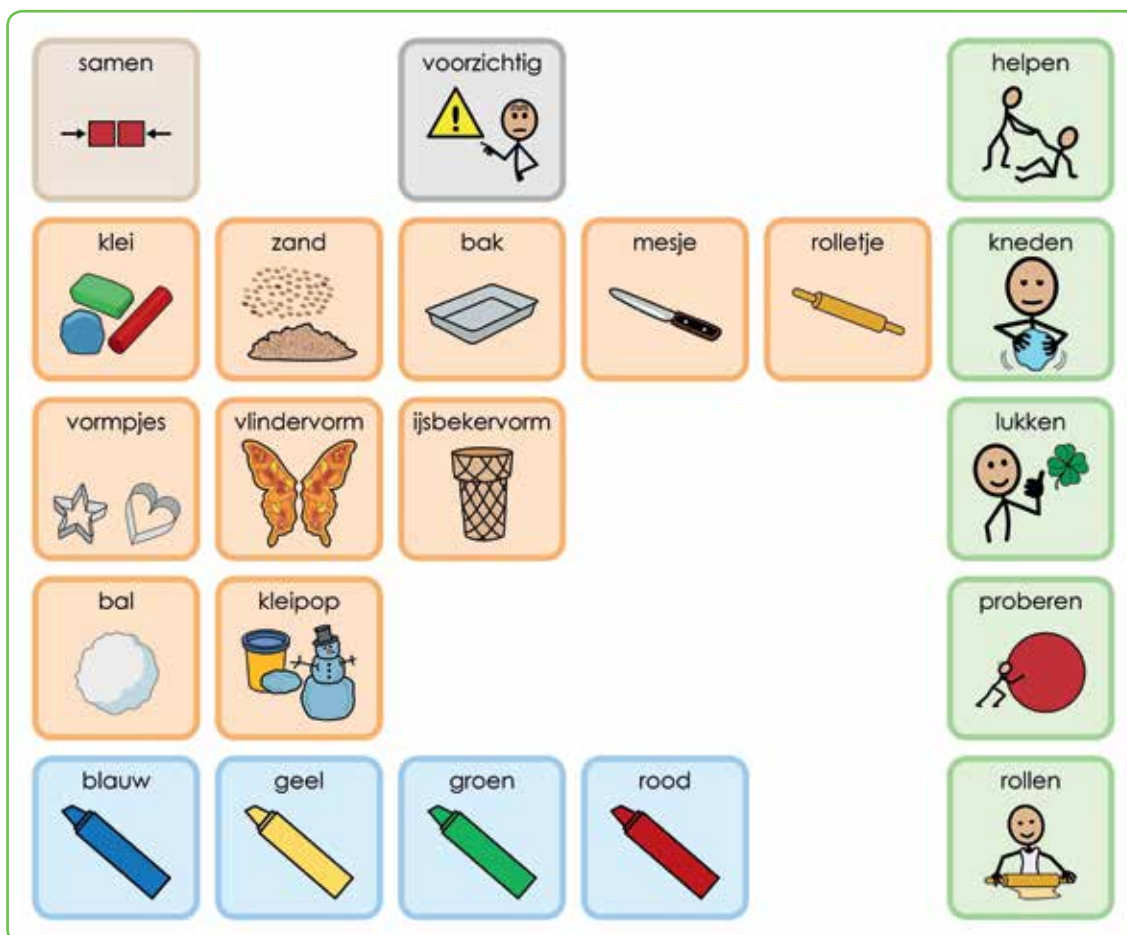 samen
voorzichtig
helpen
klei
zand
bak
mesje
rolletje
kneden
vormpjes
vlindervorm
ijsbekervorm
lukken
bal
kleipop
proberen
blauw
geel
groen
rood
rollen